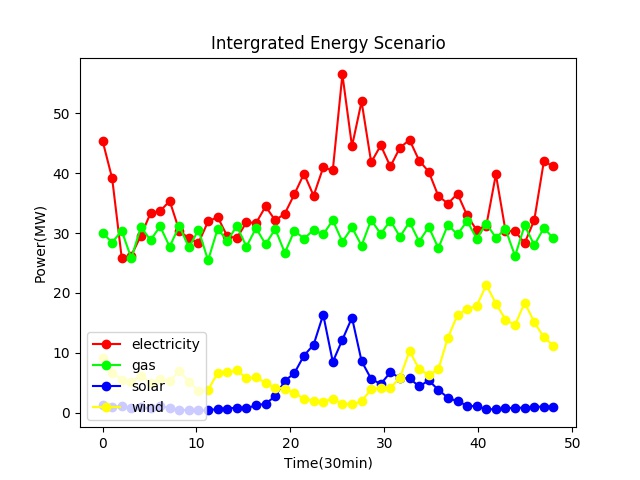 Intergrated Energy Scenario
Power(MW)
50
40
30
20
10
0
electricity
gas
solar
wind
0 10 20 30 40 50
Time(30min)